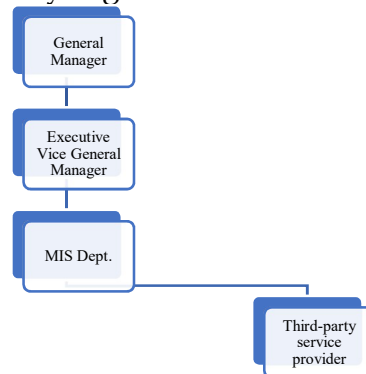 General
Manager
Executive
Vice General
Manager
MIS Dept.
Third-party
service
provider